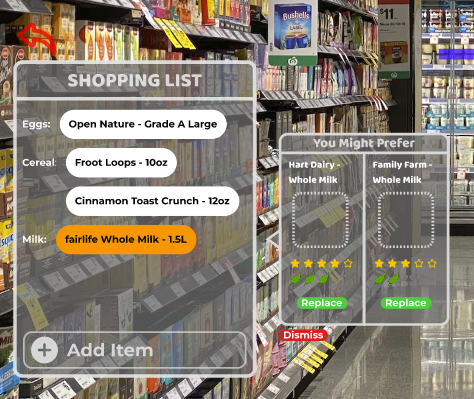 Bushells
$11
SHOPPING LIST
Eggs: Open Nature - Grade A Large
Cereal: Froot Loops - 10oz
Cinnamon Toast Crunch - 12oz
Milk: fairlife Whole Milk - 1.5L
Add Item
You Might Prefer
Hart Dairy -
Whole Milk
Replace
Family Farm -
Whole Milk
Replace
Dismiss